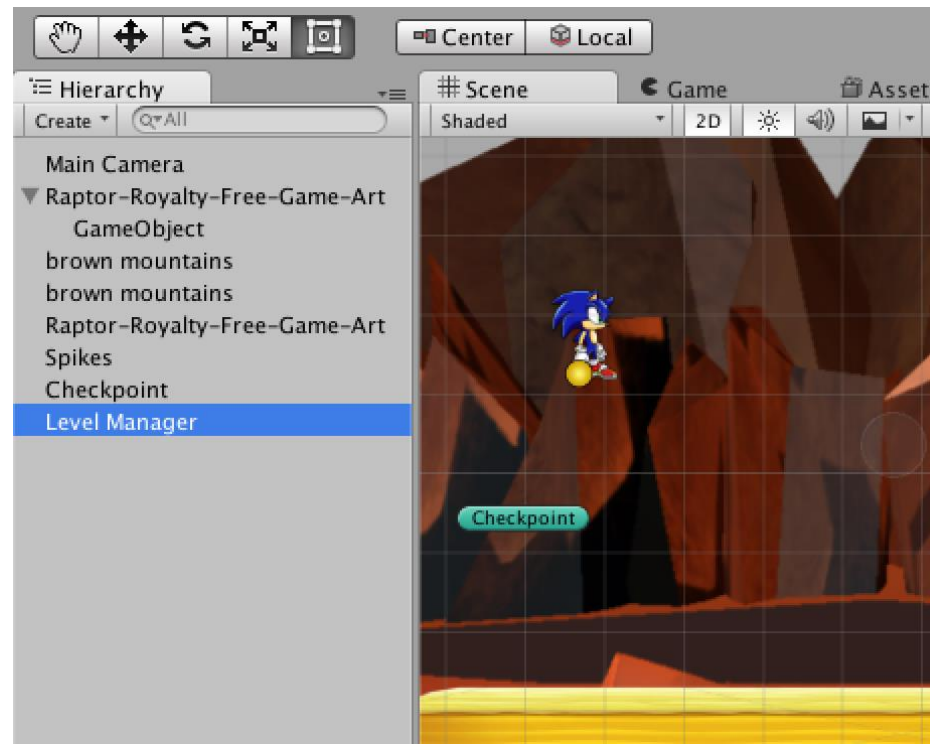 Center Local
Hierarchy
Scene Game Asset
Create All
Shaded 2D
Main Camera
Raptor-Royalty-Free-Game-Art
GameObject
brown mountains
brown mountains
Raptor-Royalty-Free-Game-Art
Spikes
Checkpoint
Level Manager
Checkpoint